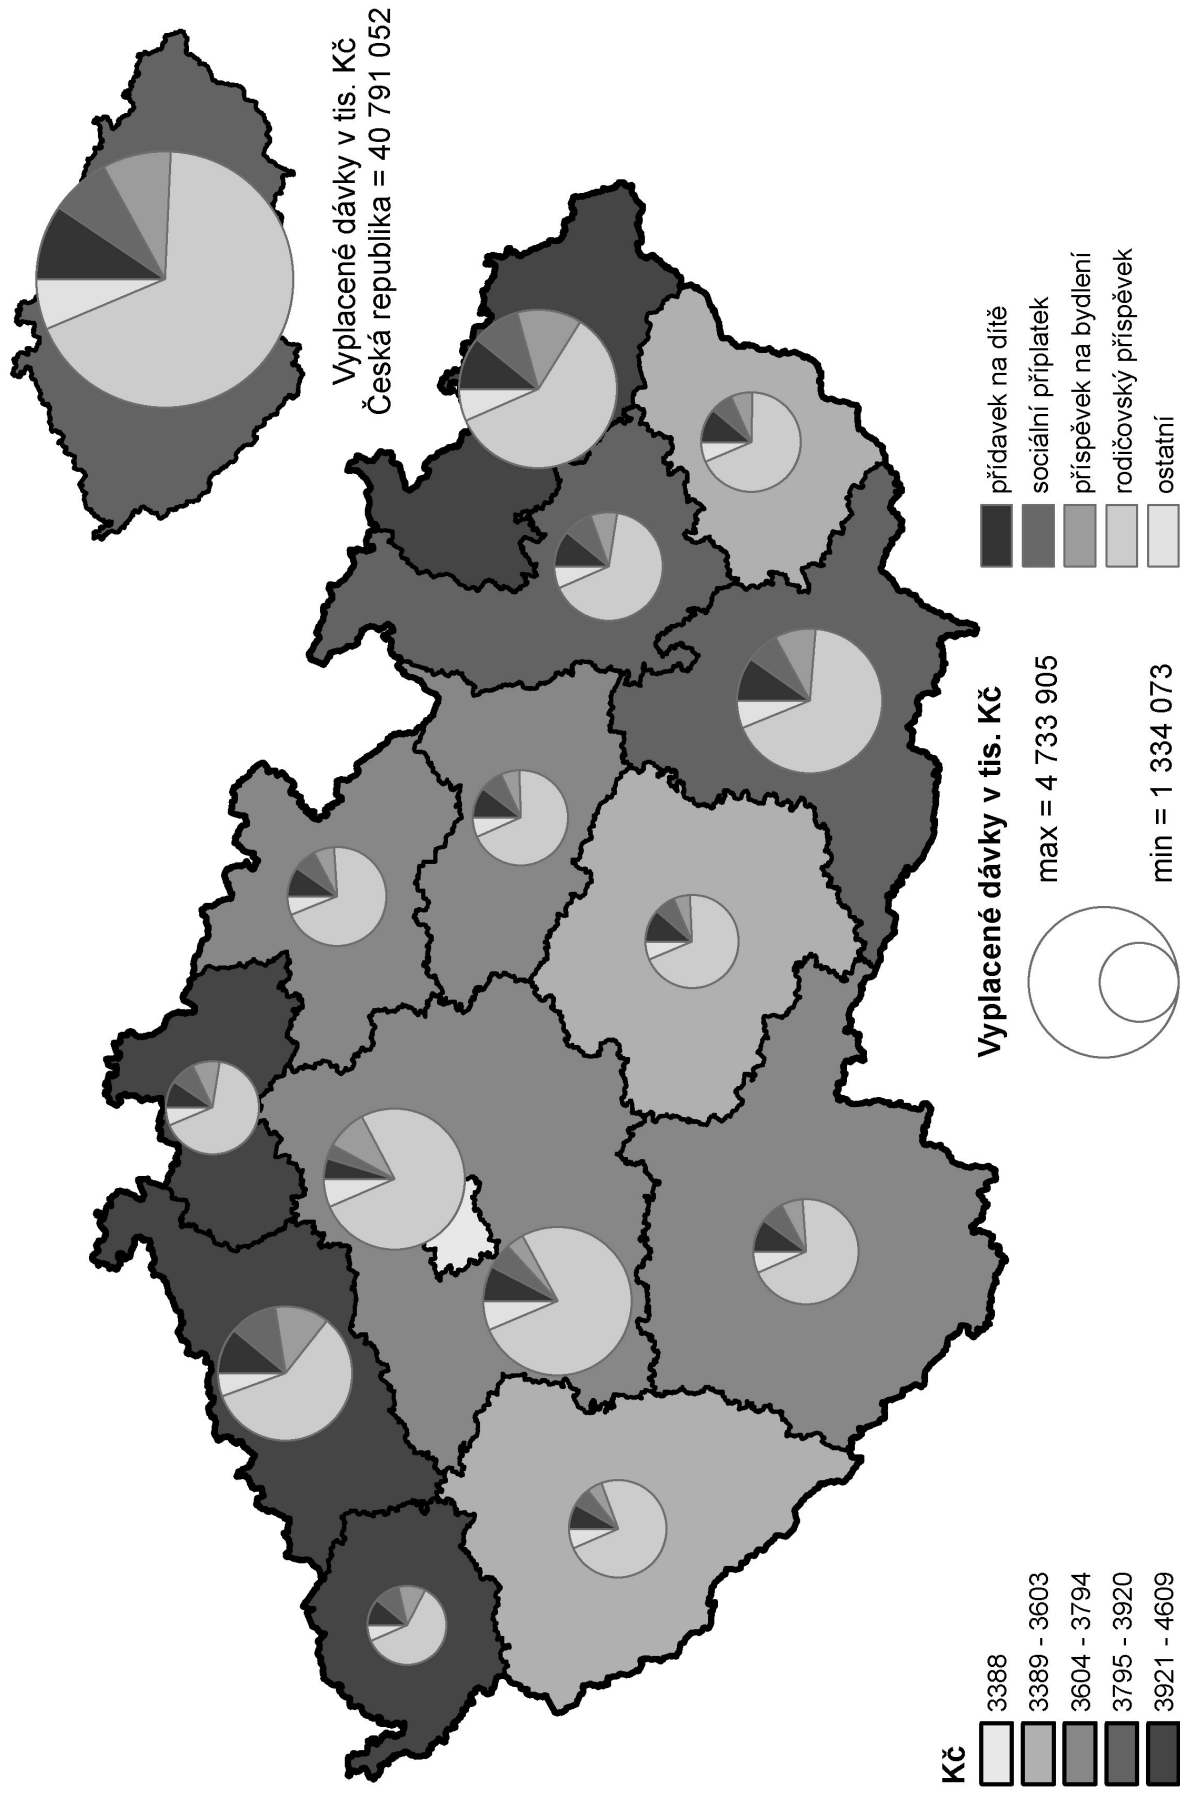 Vyplacené dávky v tis. Kč
Česká republika = 40 791 052
Kč
3388
3389 - 3603
3604 - 3794
3795 - 3920
3921 - 4609
Vyplacené dávky v tis. Kč
max = 4 733 905
min = 1 334 073
přídavek na dítě
sociální příplatek
příspěvek na bydlení
rodičovský příspěvek
ostatní